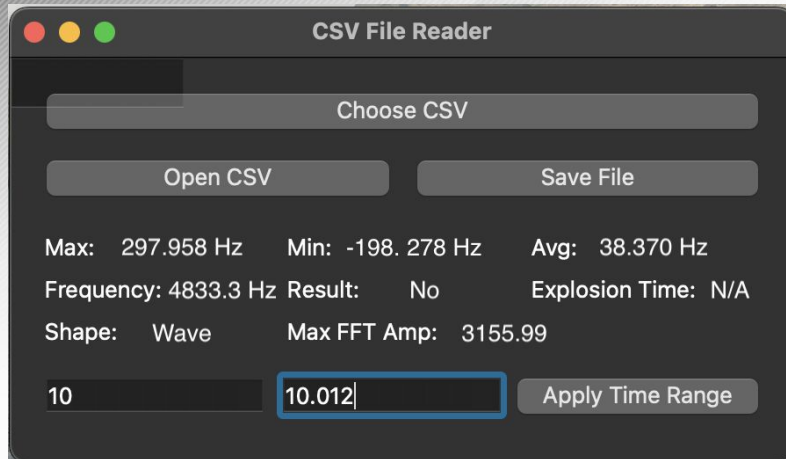 CSV File Reader
Choose CSV
Open CSV Save File
Max: 297.958 Hz Min: -198. 278 Hz Avg: 38.370 Hz
Frequency: 4833.3 Hz Result: No Explosion Time: N/A
Shape: Wave Max FFT Amp: 3155.99
10 10.012 Apply Time Range